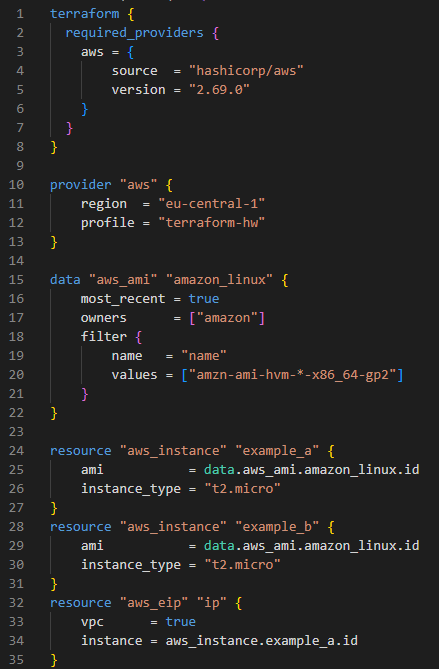 1 terraform {
2   required_providers {
3     aws = {
4         source  = "hashicorp/aws"
5         version = "2.69.0"
6     }
7   }
8 }
9
10 provider "aws" {
11     region  = "eu-central-1"
12     profile = "terraform-hw"
13 }
14
15 data "aws_ami" "amazon_linux" {
16     most_recent = true
17     owners      = ["amazon"]
18     filter {
19         name   = "name"
20         values = ["amzn-ami-hvm-*-x86_64-gp2"]
21     }
22 }
23
24 resource "aws_instance" "example_a" {
25     ami           = data.aws_ami.amazon_linux.id
26     instance_type = "t2.micro"
27 }
28 resource "aws_instance" "example_b" {
29     ami           = data.aws_ami.amazon_linux.id
30     instance_type = "t2.micro"
31 }
32 resource "aws_eip" "ip" {
33     vpc      = true
34     instance = aws_instance.example_a.id
35 }